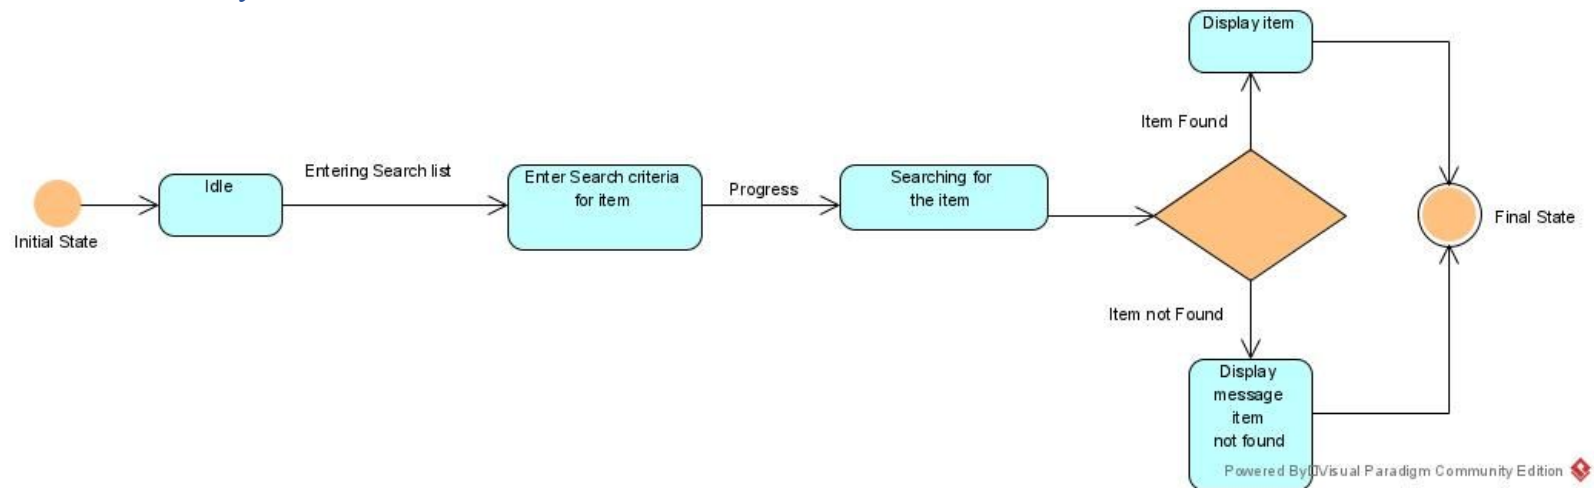 Display item
Item Found
Idle
Entering Search list
Enter Search criteria
for item
Progress
Searching for
the item
Initial State
Final State
Item not Found
Display
message
item
not found
Powered By Visual Paradigm Community Edition